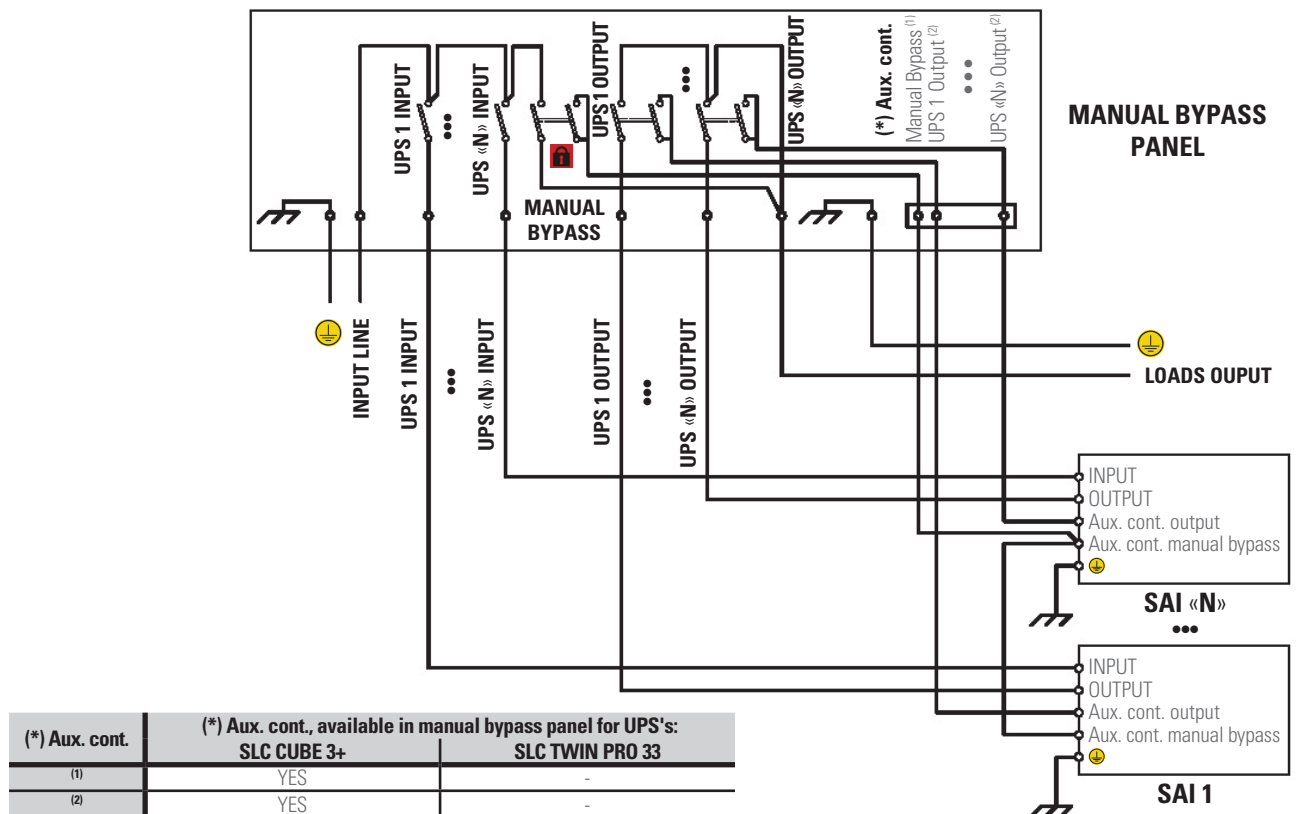 MANUAL BYPASS
PANEL
UPS 1 INPUT
•••
UPS «N» INPUT
UPS 1 OUTPUT
•••
UPS «N» OUTPUT
(*) Aux. cont.
Manual Bypass (1)
UPS 1 Output (2)
•••
UPS «N» Output (2)
MANUAL
BYPASS
INPUT LINE
UPS 1 INPUT
•••
UPS «N» INPUT
UPS 1 OUTPUT
•••
UPS «N» OUTPUT
LOADS OUPUT
INPUT
OUTPUT
Aux. cont. output
Aux. cont. manual bypass
SAI «N»
•••
INPUT
OUTPUT
Aux. cont. output
Aux. cont. manual bypass
SAI 1
(*) Aux. cont.
(*) Aux. cont., available in manual bypass panel for UPS's:
SLC CUBE 3+ SLC TWIN PRO 33
(1) YES -
(2) YES -